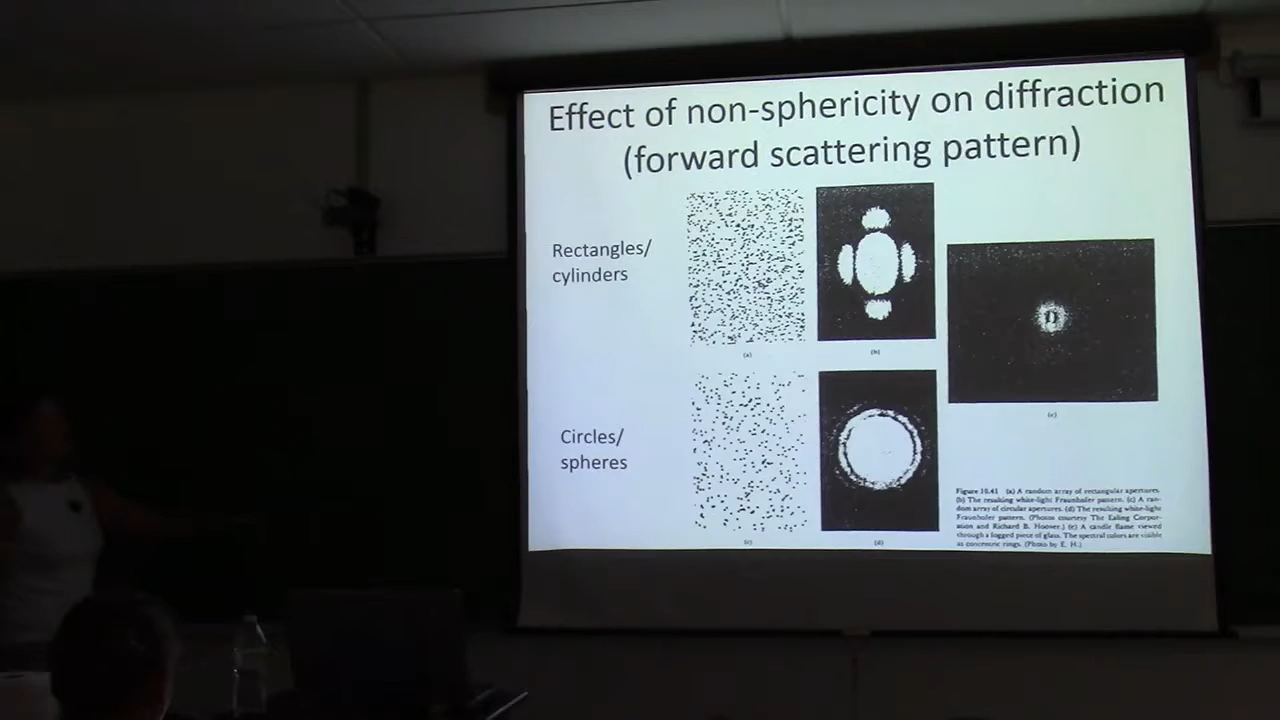 Effect of non-sphericity on diffraction
(forward scattering pattern)
Rectangles/
cylinders
(a)
(b)
(e)
Circles/
spheres
(c)
(d)
Figure 10.41 (a) A random array of rectangular apertures.
(b) The resulting white-light Fraunhofer pattern. (c) A ran-
dom array of circular apertures. (d) The resulting white-light
Fraunhofer pattern. (Photos courtesy The Ealing Corpor-
ation and Richard B. Hoover.) (e) A candle flame viewed
through a fogged piece of glass. The spectral colors are visible
as concentric rings. (Photo by E. H.)